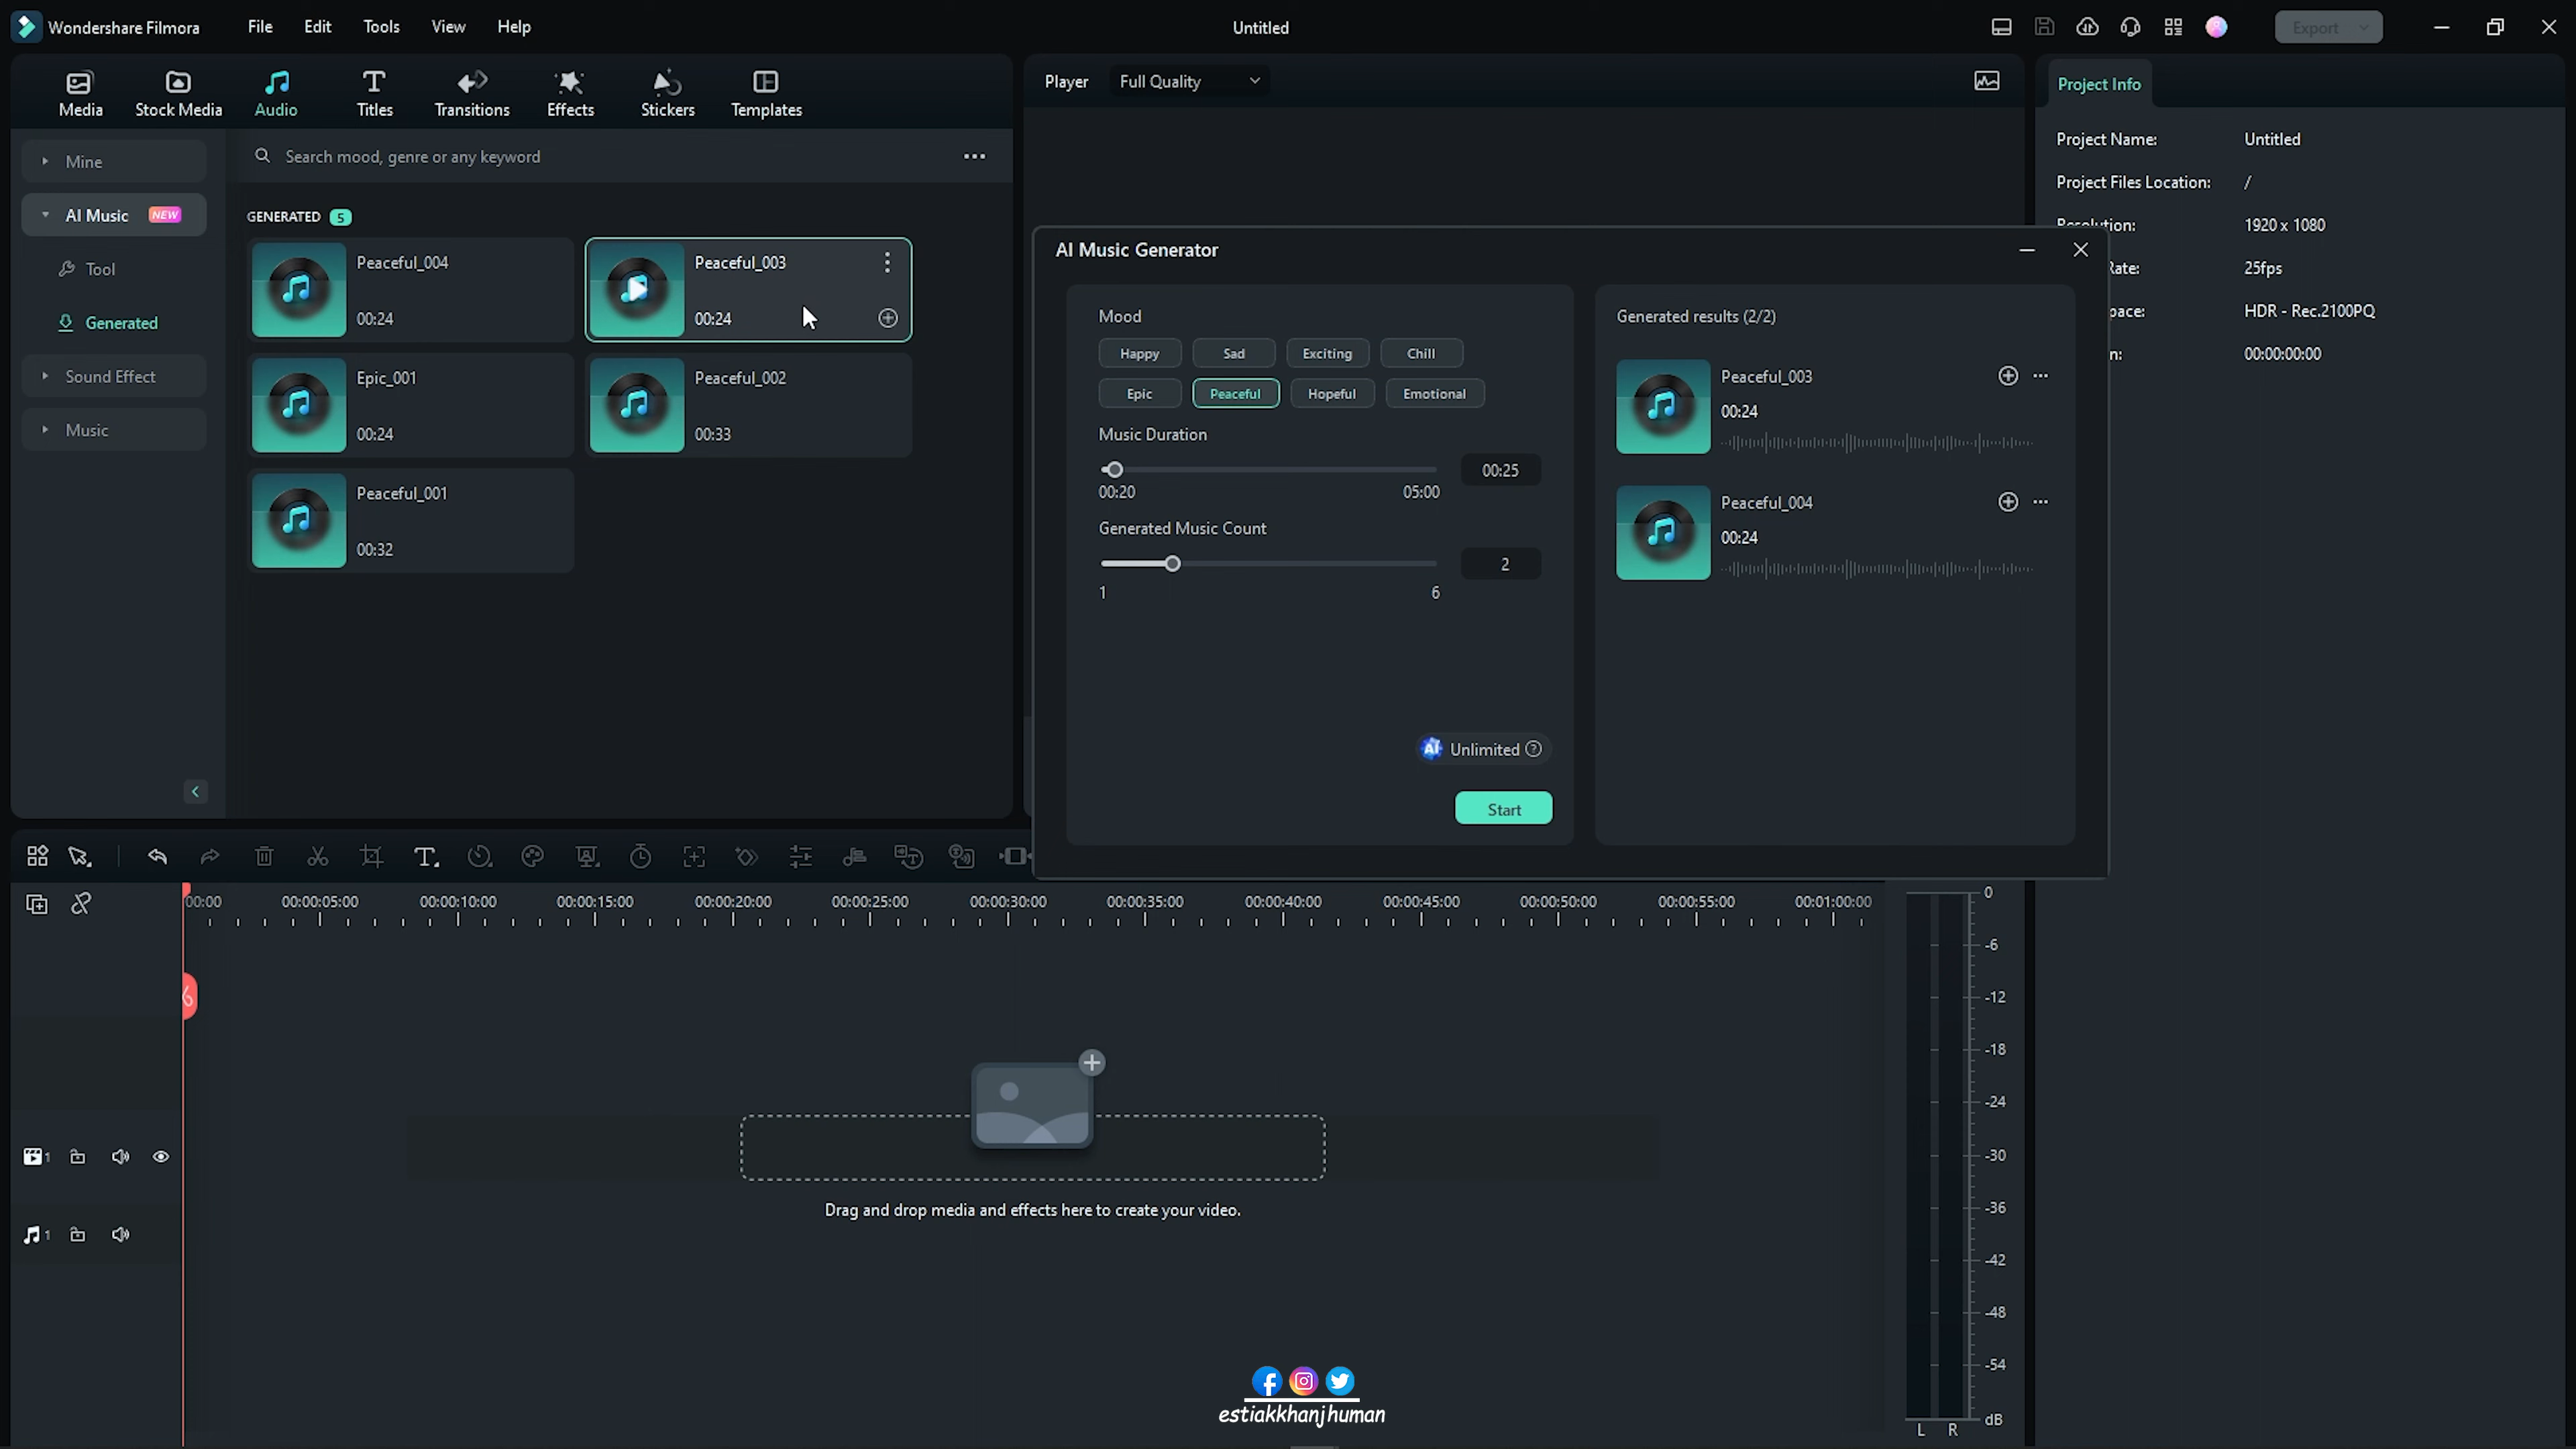 Wondershare Filmora
File Edit Tools View Help
Untitled
Export
Media Stock Media Audio Titles Transitions Effects Stickers Templates
Player Full Quality
Project Info
Mine
AI Music NEW
Tool
Generated
Sound Effect
Music
Search mood, genre or any keyword
GENERATED 5
Peaceful_004
00:24
Peaceful_003
00:24
Epic_001
00:24
Peaceful_002
00:33
Peaceful_001
00:32
Project Name: Untitled
Project Files Location: /
Resolution: 1920 x 1080
Rate: 25fps
pace: HDR - Rec.2100PQ
n: 00:00:00:00
AI Music Generator
Mood
Happy Sad Exciting Chill
Epic Peaceful Hopeful Emotional
Music Duration
00:25
00:20 05:00
Generated Music Count
2
1 6
AI Unlimited ?
Start
Generated results (2/2)
Peaceful_003
00:24
Peaceful_004
00:24
00:00 00:00:05:00 00:00:10:00 00:00:15:00 00:00:20:00 00:00:25:00 00:00:30:00 00:00:35:00 00:00:40:00 00:00:45:00 00:00:50:00 00:00:55:00 00:01:00:00
1
1
Drag and drop media and effects here to create your video.
0
-6
-12
-18
-24
-30
-36
-42
-48
-54
dB
L R
estiakkhanjhuman